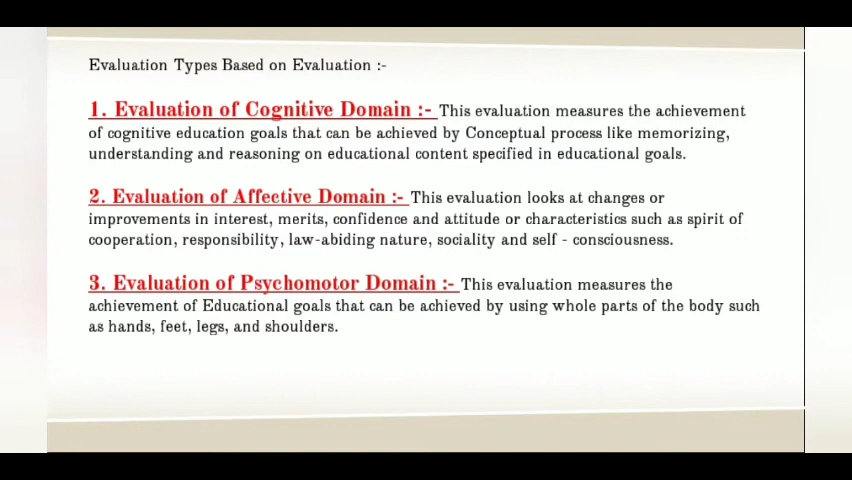 Evaluation Types Based on Evaluation :-
1. Evaluation of Cognitive Domain :- This evaluation measures the achievement
of cognitive education goals that can be achieved by Conceptual process like memorizing,
understanding and reasoning on educational content specified in educational goals.
2. Evaluation of Affective Domain :- This evaluation looks at changes or
improvements in interest, merits, confidence and attitude or characteristics such as spirit of
cooperation, responsibility, law-abiding nature, sociality and self - consciousness.
3. Evaluation of Psychomotor Domain :- This evaluation measures the
achievement of Educational goals that can be achieved by using whole parts of the body such
as hands, feet, legs, and shoulders.